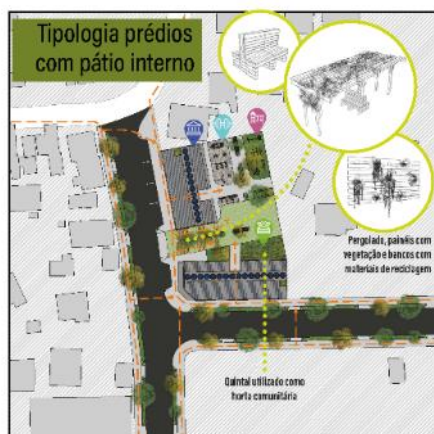 Tipologia prédios
com pátio interno
Pergolado, painéis com
vegetação e bancos com
materiais de reciclagem
Quintal utilizado como
horta comunitária